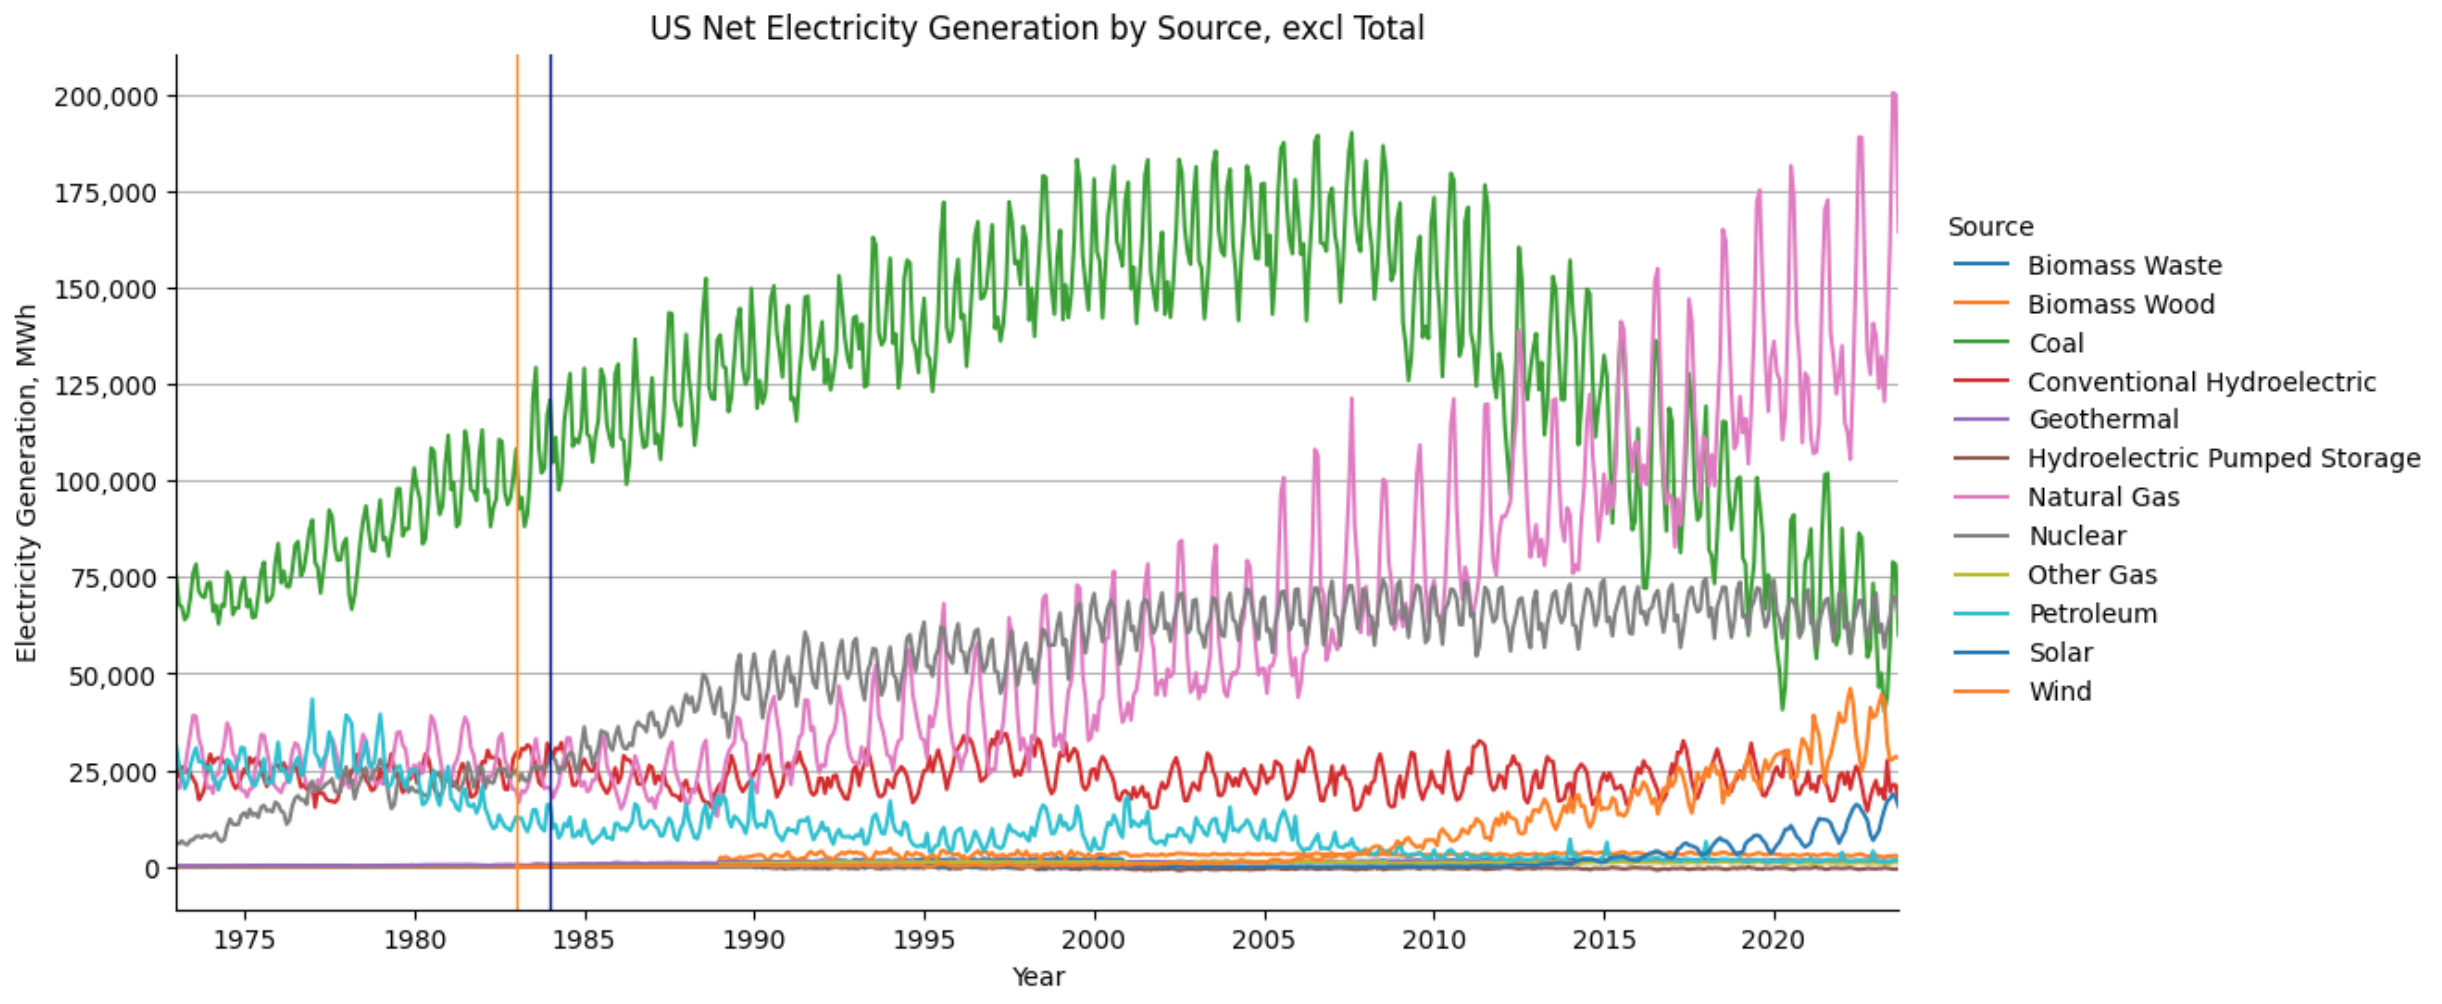 US Net Electricity Generation by Source, excl Total
Electricity Generation, MWh
200,000
175,000
150,000
125,000
100,000
75,000
50,000
25,000
0
1975 1980 1985 1990 1995 2000 2005 2010 2015 2020
Year
Source
Biomass Waste
Biomass Wood
Coal
Conventional Hydroelectric
Geothermal
Hydroelectric Pumped Storage
Natural Gas
Nuclear
Other Gas
Petroleum
Solar
Wind